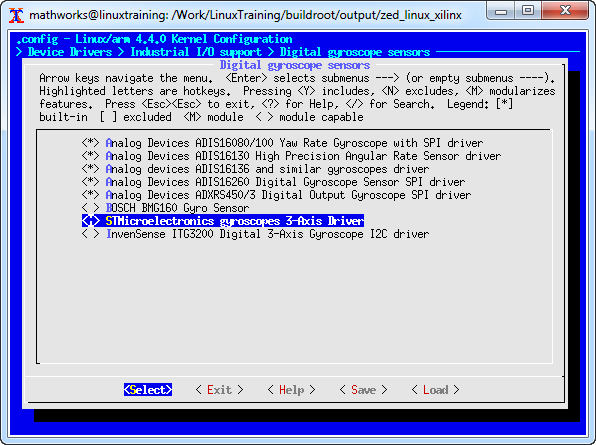 mathworks@linuxtraining: /Work/LinuxTraining/buildroot/output/zed_linux_xilinx
.config - Linux/arm 4.4.0 Kernel Configuration
> Device Drivers > Industrial I/O support > Digital gyroscope sensors
Digital gyroscope sensors
Arrow keys navigate the menu. <Enter> selects submenus ---> (or empty submenus ----).
Highlighted letters are hotkeys. Pressing <Y> includes, <N> excludes, <M> modularizes
features. Press <Esc><Esc> to exit, <?> for Help, </> for Search. Legend: [*]
built-in [ ] excluded <M> module < > module capable
<*> Analog Devices ADIS16080/100 Yaw Rate Gyroscope with SPI driver
<*> Analog Devices ADIS16130 High Precision Angular Rate Sensor driver
<*> Analog devices ADIS16136 and similar gyroscopes driver
<*> Analog Devices ADIS16260 Digital Gyroscope Sensor SPI driver
<*> Analog Devices ADXRS450/3 Digital Output Gyroscope SPI driver
< > BOSCH BMG160 Gyro Sensor
<*> STMicroelectronics gyroscopes 3-Axis Driver
< > InvenSense ITG3200 Digital 3-Axis Gyroscope I2C driver
<Select> < Exit > < Help > < Save > < Load >